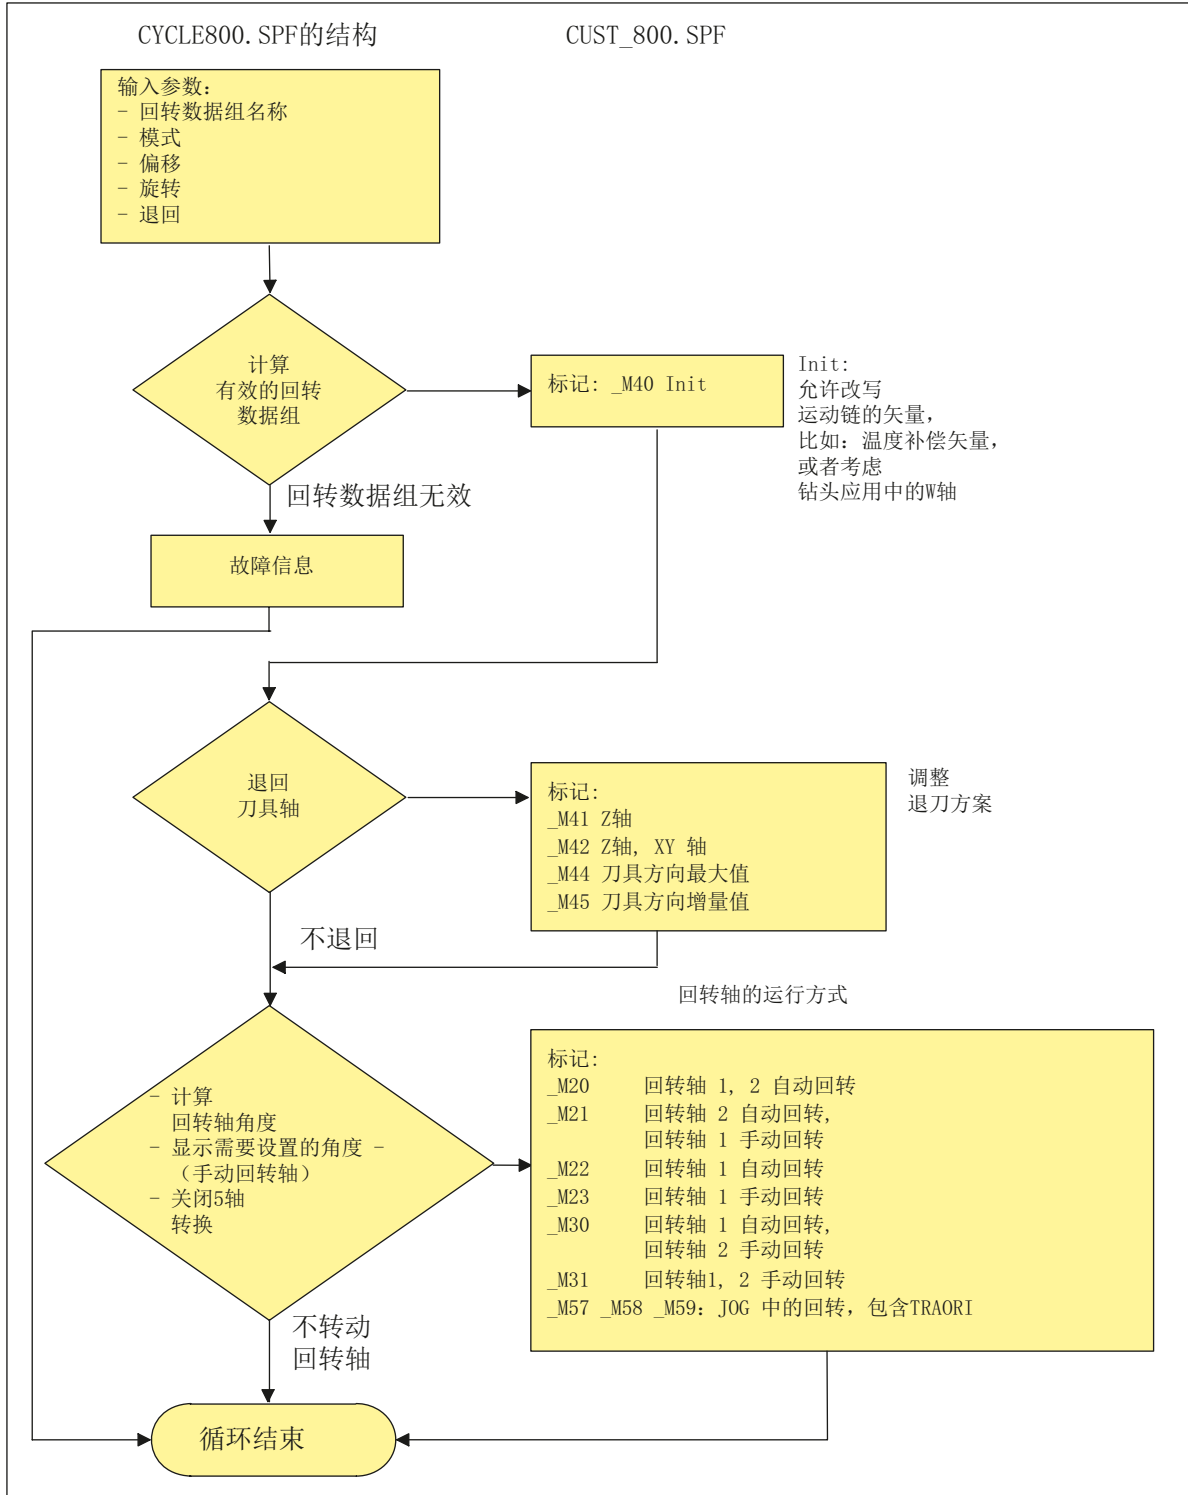 CYCLE800.SPF的结构
CUST_800.SPF
输入参数:
- 回转数据组名称
- 模式
- 偏移
- 旋转
- 退回
计算
有效的回转
数据组
标记: _M40 Init
Init:
允许改写
运动链的矢量，
比如: 温度补偿矢量，
或者考虑
钻头应用中的W轴
回转数据组无效
故障信息
退回
刀具轴
标记:
_M41 Z轴
_M42 Z轴, XY 轴
_M44 刀具方向最大值
_M45 刀具方向增量值
调整
退刀方案
不退回
回转轴的运行方式
- 计算
回转轴角度
- 显示需要设置的角度 -
（手动回转轴）
- 关闭5轴
转换
标记:
_M20 回转轴 1, 2 自动回转
_M21 回转轴 2 自动回转,
回转轴 1 手动回转
_M22 回转轴 1 自动回转
_M23 回转轴 1 手动回转
_M30 回转轴 1 自动回转,
回转轴 2 手动回转
_M31 回转轴1, 2 手动回转
_M57 _M58 _M59: JOG 中的回转，包含TRAORI
不转动
回转轴
循环结束